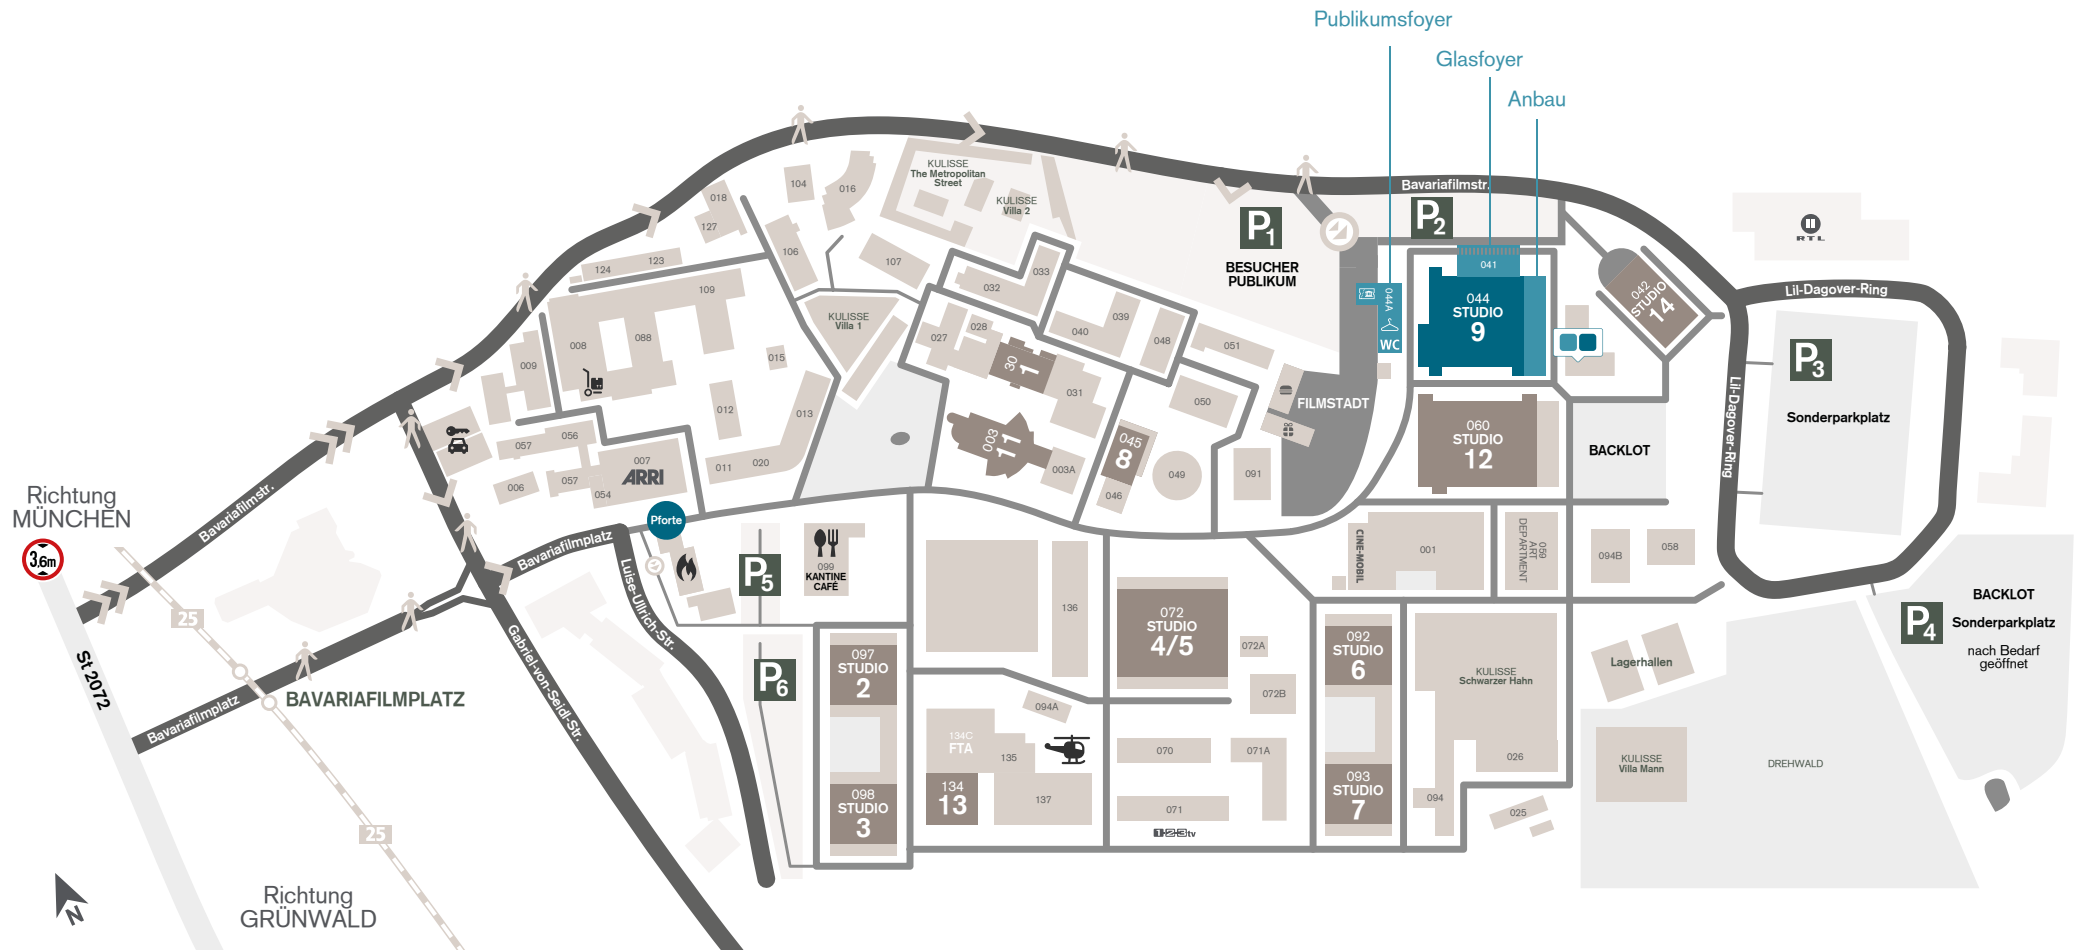 Publikumsfoyer
Glasfoyer
Anbau
Bavariafilmstr.
P1
BESUCHER
PUBLIKUM
P2
041
044
STUDIO
9
044A
WC
042
STUDIO
14
RTL
Lil-Dagover-Ring
Lil-Dagover-Ring
P3
Sonderparkplatz
KULISSE
The Metropolitan
Street
KULISSE
Villa 2
104
016
018
127
106
107
124
123
109
033
032
008
088
009
015
012
013
011
020
KULISSE
Villa 1
027
028
30
1
031
039
040
048
051
050
003
11
003A
045
8
046
049
091
FILMSTADT
060
STUDIO
12
BACKLOT
057
056
057
006
054
007
ARRI
Richtung
MÜNCHEN
3,6m
Bavariafilmstr.
Pforte
Bavariafilmplatz
Luise-Ullrich-Str.
P5
099
KANTINE
CAFÉ
136
072
STUDIO
4/5
072A
072B
CINE-MOBIL
001
059
ART
DEPARTMENT
094B
058
092
STUDIO
6
093
STUDIO
7
KULISSE
Schwarzer Hahn
026
094
025
Lagerhallen
KULISSE
Villa Mann
DREHWALD
P4
BACKLOT
Sonderparkplatz
nach Bedarf
geöffnet
25
St 2072
Bavariafilmplatz
BAVARIAFILMPLATZ
Gabriel-von-Seidl-Str.
P6
097
STUDIO
2
098
STUDIO
3
094A
134C
FTA
135
134
13
137
070
071A
071
1-2-3.tv
25
Richtung
GRÜNWALD
N